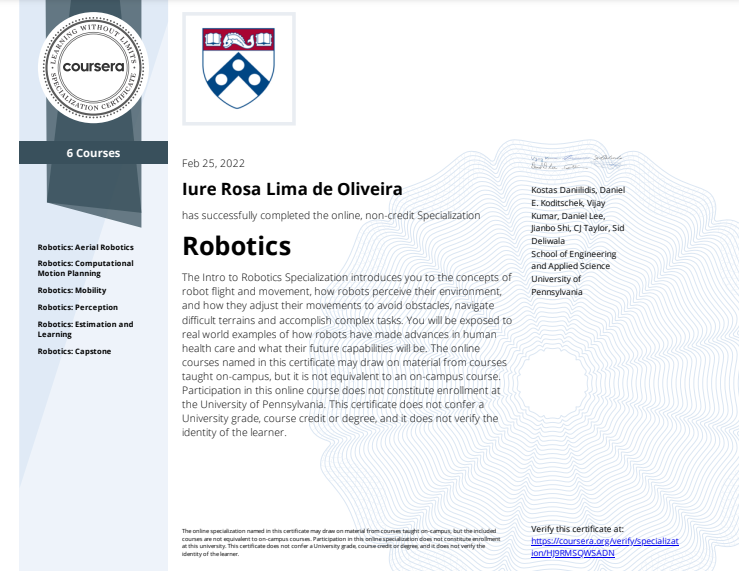 LEARNING WITHOUT LIMITS
coursera
SPECIALIZATION CERTIFICATE
6 Courses
Robotics: Aerial Robotics
Robotics: Computational
Motion Planning
Robotics: Mobility
Robotics: Perception
Robotics: Estimation and
Learning
Robotics: Capstone
Feb 25, 2022
Iure Rosa Lima de Oliveira
has successfully completed the online, non-credit Specialization
Robotics
The Intro to Robotics Specialization introduces you to the concepts of
robot flight and movement, how robots perceive their environment,
and how they adjust their movements to avoid obstacles, navigate
difficult terrains and accomplish complex tasks. You will be exposed to
real world examples of how robots have made advances in human
health care and what their future capabilities will be. The online
courses named in this certificate may draw on material from courses
taught on-campus, but it is not equivalent to an on-campus course.
Participation in this online course does not constitute enrollment at
the University of Pennsylvania. This certificate does not confer a
University grade, course credit or degree, and it does not verify the
identity of the learner.
Kostas Daniilidis, Daniel
E. Koditschek, Vijay
Kumar, Daniel Lee,
Jianbo Shi, CJ Taylor, Sid
Deliwala
School of Engineering
and Applied Science
University of
Pennsylvania
The online specialization named in this certificate may draw on material from courses taught on-campus, but the included
courses are not equivalent to on-campus courses. Participation in this online specialization does not constitute enrollment
at this university. This certificate does not confer a University grade, course credit or degree, and it does not verify the
identity of the learner.
Verify this certificate at:
https://coursera.org/verify/specializat
ion/HJ9RMSQWSADN